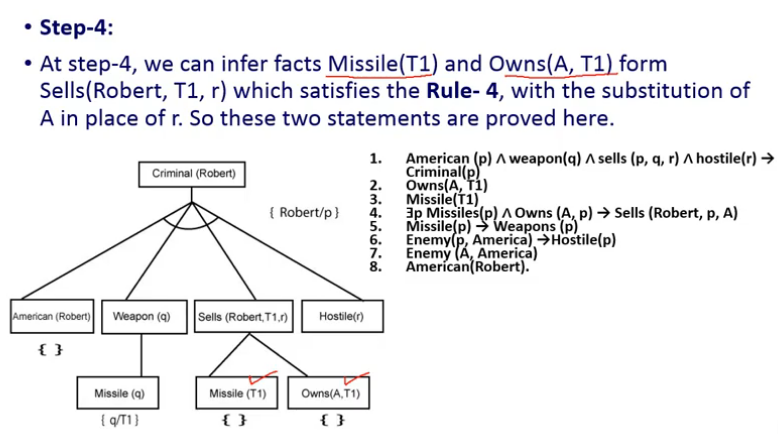 • Step-4:
• At step-4, we can infer facts Missile(T1) and Owns(A, T1) form
Sells(Robert, T1, r) which satisfies the Rule- 4, with the substitution of
A in place of r. So these two statements are proved here.
1. American (p) ∧ weapon(q) ∧ sells (p, q, r) ∧ hostile(r) →
Criminal(p)
2. Owns(A, T1)
3. Missile(T1)
4. ∃p Missiles(p) ∧ Owns (A, p) → Sells (Robert, p, A)
5. Missile(p) → Weapons (p)
6. Enemy(p, America) →Hostile(p)
7. Enemy (A, America)
8. American(Robert).
Criminal (Robert)
{ Robert/p }
American (Robert)
Weapon (q)
Sells (Robert,T1,r)
Hostile(r)
{ }
Missile (q)
Missile (T1)
Owns(A,T1)
{ q/T1 }
{ }
{ }